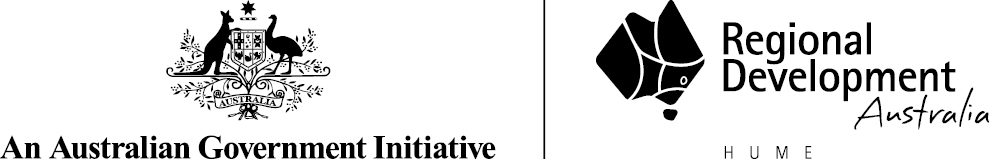 AUSTRALIA
An Australian Government Initiative
Regional
Development
Australia
HUME